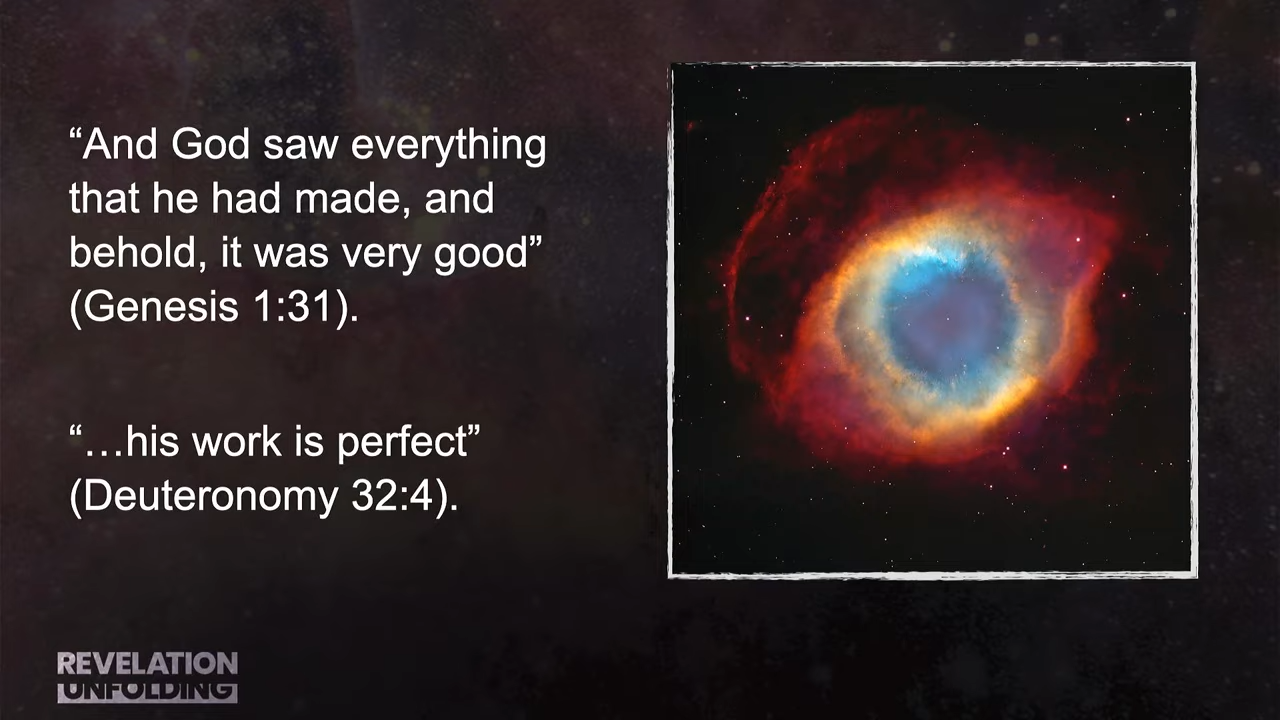 “And God saw everything
that he had made, and
behold, it was very good”
(Genesis 1:31).
“…his work is perfect”
(Deuteronomy 32:4).
REVELATION
UNFOLDING